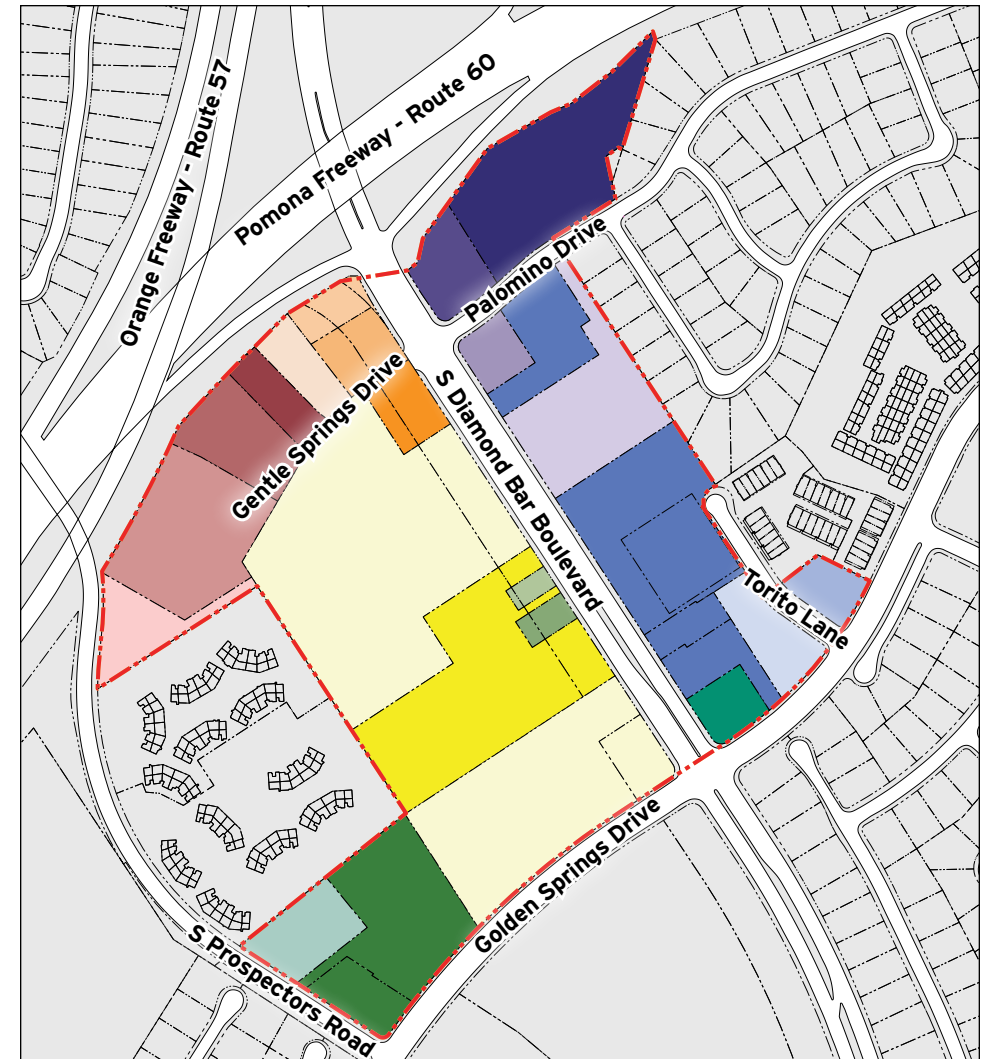 Orange Freeway - Route 57
Pomona Freeway - Route 60
Palomino Drive
Gentle Springs Drive
S Diamond Bar Boulevard
Torito Lane
Golden Springs Drive
S Prospectors Road